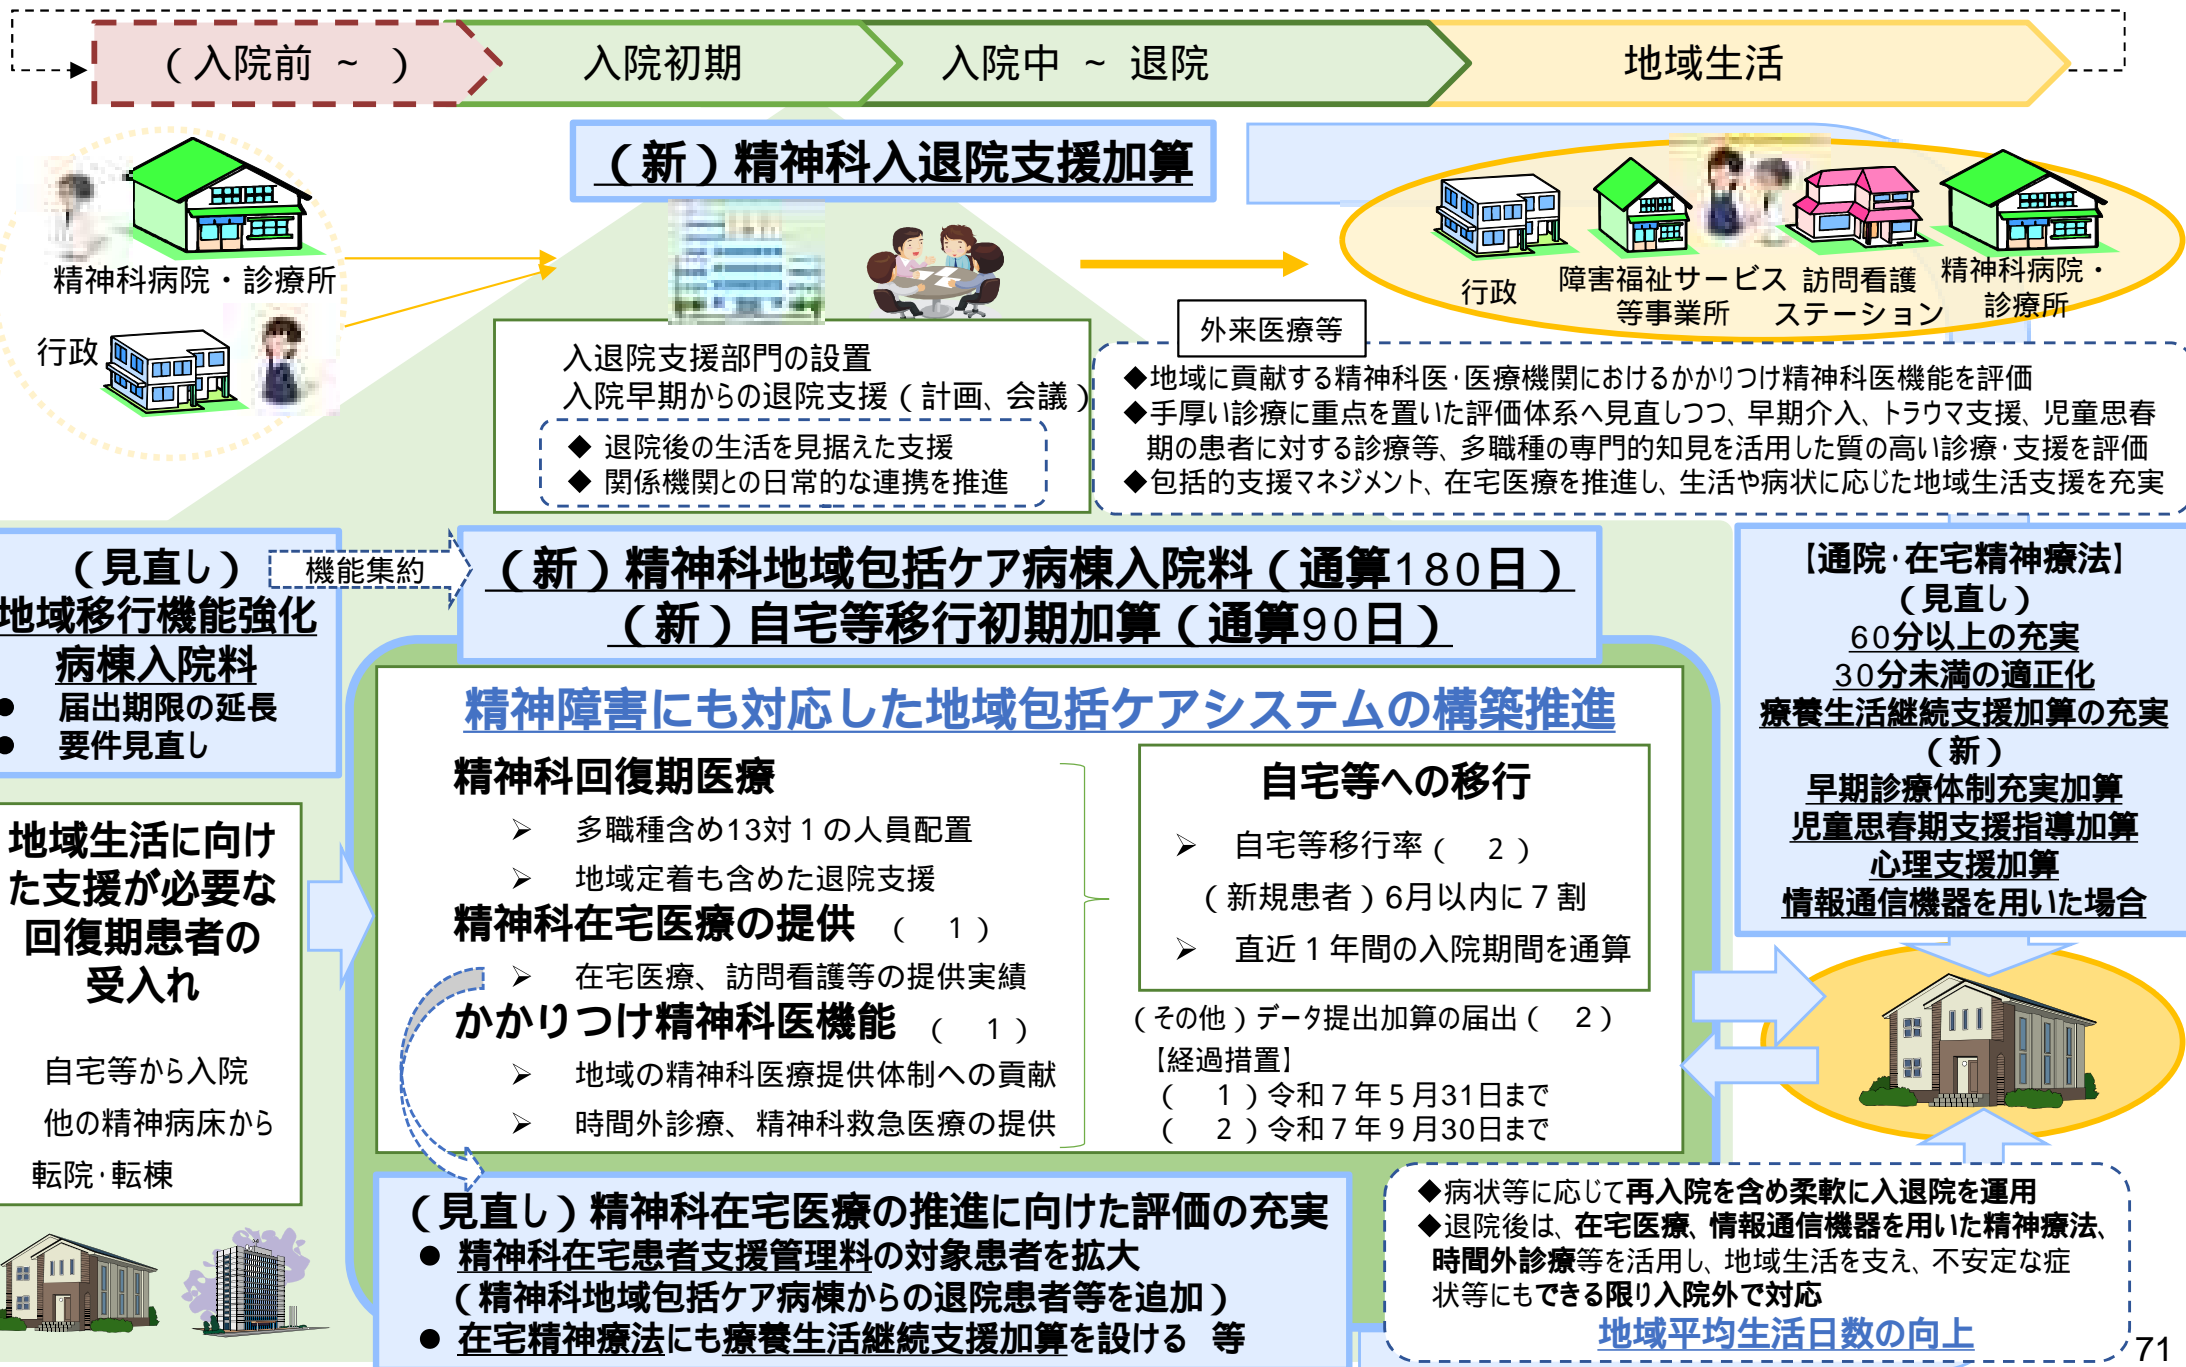 （入院前 ~ ）
入院初期
入院中 ~ 退院
地域生活
（新）精神科入退院支援加算
精神科病院・診療所
行政
入退院支援部門の設置
入院早期からの退院支援（計画、会議）
◆ 退院後の生活を見据えた支援
◆ 関係機関との日常的な連携を推進
行政
障害福祉サービス
等事業所
訪問看護
ステーション
精神科病院・
診療所
外来医療等
◆地域に貢献する精神科医･医療機関におけるかかりつけ精神科医機能を評価
◆手厚い診療に重点を置いた評価体系へ見直しつつ、早期介入、トラウマ支援、児童思春
期の患者に対する診療等、多職種の専門的知見を活用した質の高い診療･支援を評価
◆包括的支援マネジメント、在宅医療を推進し、生活や病状に応じた地域生活支援を充実
（見直し）
地域移行機能強化
病棟入院料
● 届出期限の延長
● 要件見直し
機能集約
（新）精神科地域包括ケア病棟入院料（通算180日）
（新）自宅等移行初期加算（通算90日）
精神障害にも対応した地域包括ケアシステムの構築推進
精神科回復期医療
➢ 多職種含め13対１の人員配置
➢ 地域定着も含めた退院支援
精神科在宅医療の提供 （ 1 ）
➢ 在宅医療、訪問看護等の提供実績
かかりつけ精神科医機能 （ 1 ）
➢ 地域の精神科医療提供体制への貢献
➢ 時間外診療、精神科救急医療の提供
自宅等への移行
➢ 自宅等移行率（ 2 ）
（新規患者）6月以内に７割
➢ 直近１年間の入院期間を通算
（その他）データ提出加算の届出（ 2 ）
【経過措置】
（ 1 ）令和７年５月31日まで
（ 2 ）令和７年９月30日まで
地域生活に向け
た支援が必要な
回復期患者の
受入れ
自宅等から入院
他の精神病床から
転院･転棟
（見直し）精神科在宅医療の推進に向けた評価の充実
● 精神科在宅患者支援管理料の対象患者を拡大
（精神科地域包括ケア病棟からの退院患者等を追加）
● 在宅精神療法にも療養生活継続支援加算を設ける 等
【通院･在宅精神療法】
（見直し）
60分以上の充実
30分未満の適正化
療養生活継続支援加算の充実
（新）
早期診療体制充実加算
児童思春期支援指導加算
心理支援加算
情報通信機器を用いた場合
◆病状等に応じて再入院を含め柔軟に入退院を運用
◆退院後は、在宅医療、情報通信機器を用いた精神療法、
時間外診療等を活用し、地域生活を支え、不安定な症
状等にもできる限り入院外で対応
地域平均生活日数の向上
71